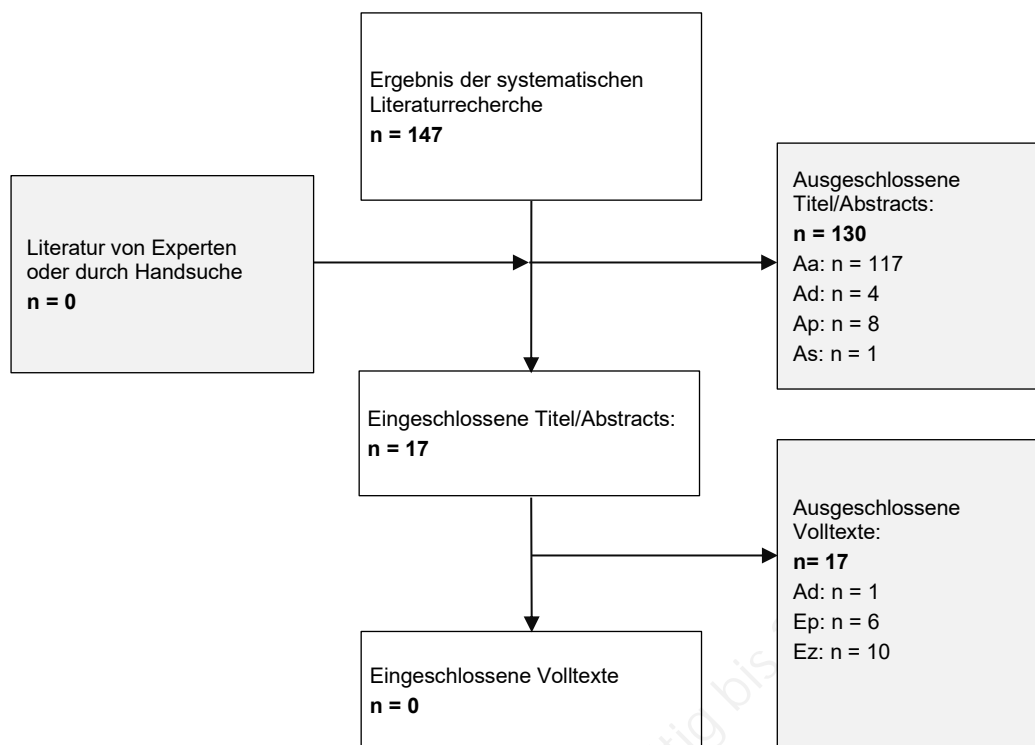 Ergebnis der systematischen
Literaturrecherche
n = 147
Literatur von Experten
oder durch Handsuche
n = 0
Ausgeschlossene
Titel/Abstracts:
n = 130
Aa: n = 117
Ad: n = 4
Ap: n = 8
As: n = 1
Eingeschlossene Titel/Abstracts:
n = 17
Ausgeschlossene
Volltexte:
n= 17
Ad: n = 1
Ep: n = 6
Ez: n = 10
Eingeschlossene Volltexte
n = 0
bis